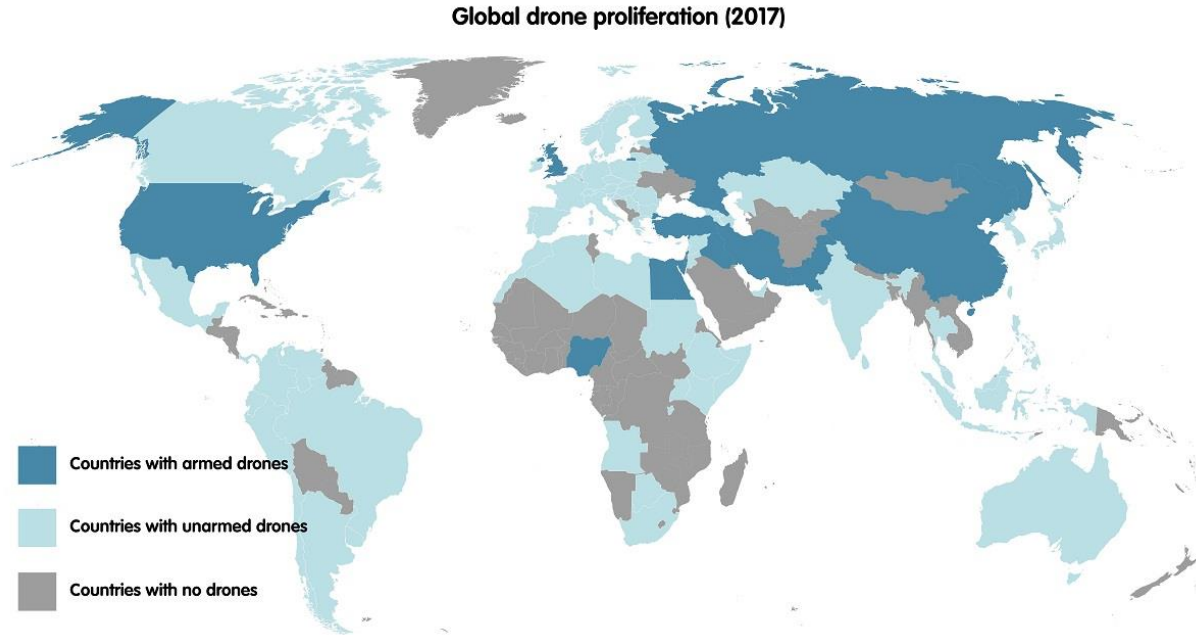 Global drone proliferation (2017)
Countries with armed drones
Countries with unarmed drones
Countries with no drones